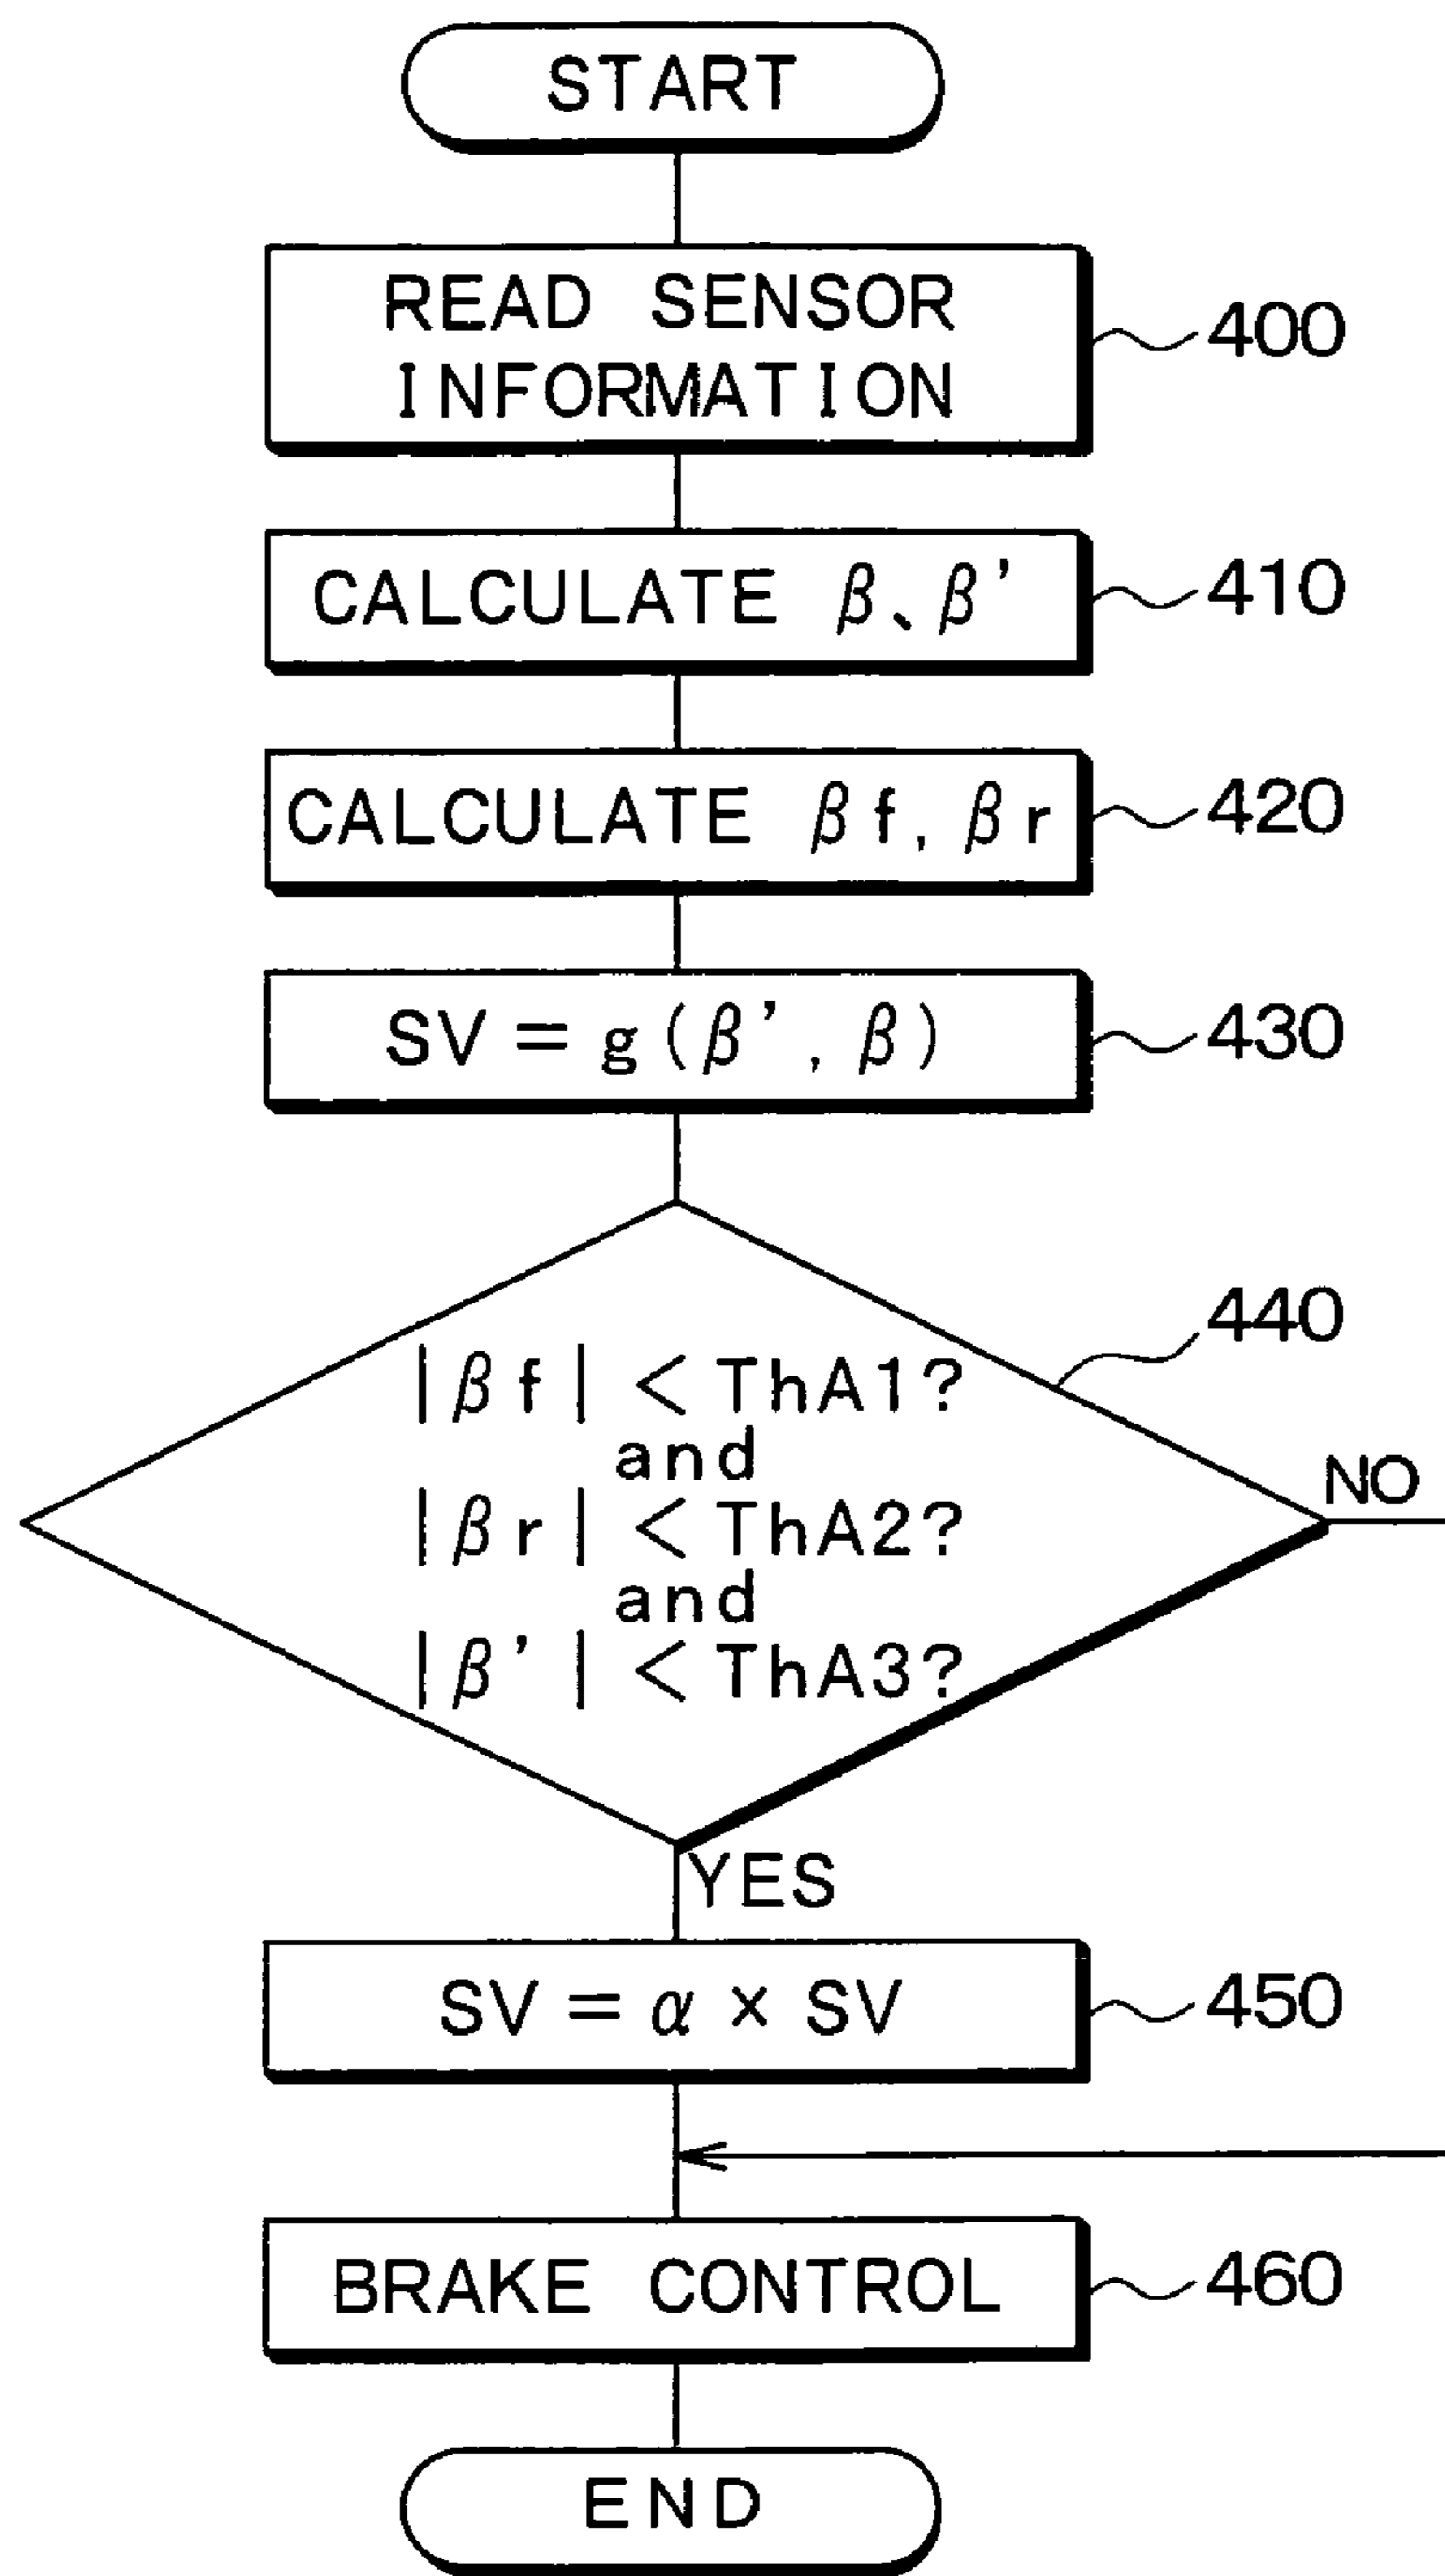 START
READ SENSOR
INFORMATION
400
CALCULATE β、β'
410
CALCULATE βf, βr
420
SV = g (β', β)
430
440
|βf| < ThA1?
and
|βr| < ThA2?
and
|β'| < ThA3?
NO
YES
SV = α × SV
450
BRAKE CONTROL
460
END